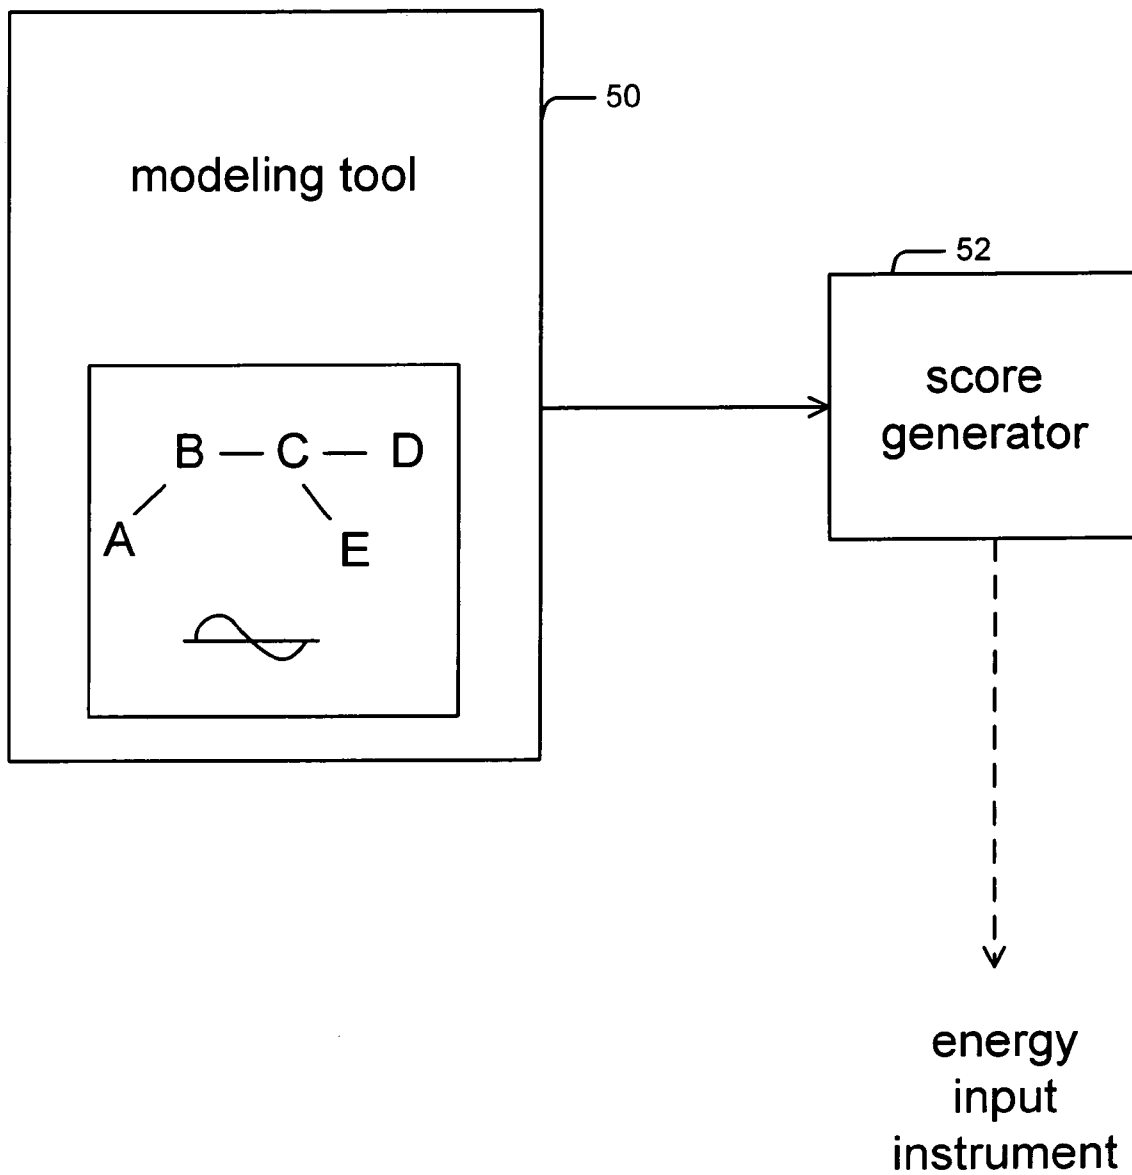 50
modeling tool
52
score
generator
B — C — D
A
E
energy
input
instrument